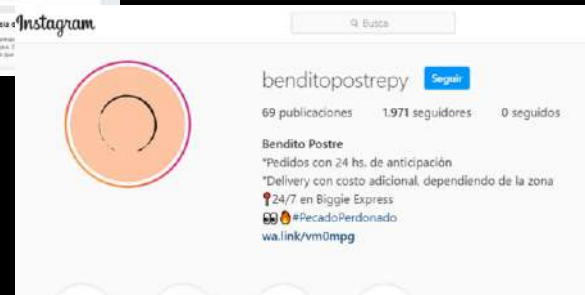 Instagram
Busca
benditopostrepy Seguir
69 publicaciones 1.971 seguidores 0 seguidos
Bendito Postre
*Pedidos con 24 hs. de anticipación
*Delivery con costo adicional, dependiendo de la zona
📍24/7 en Biggie Express
👀🔥#PecadoPerdonado
wa.link/vm0mpg